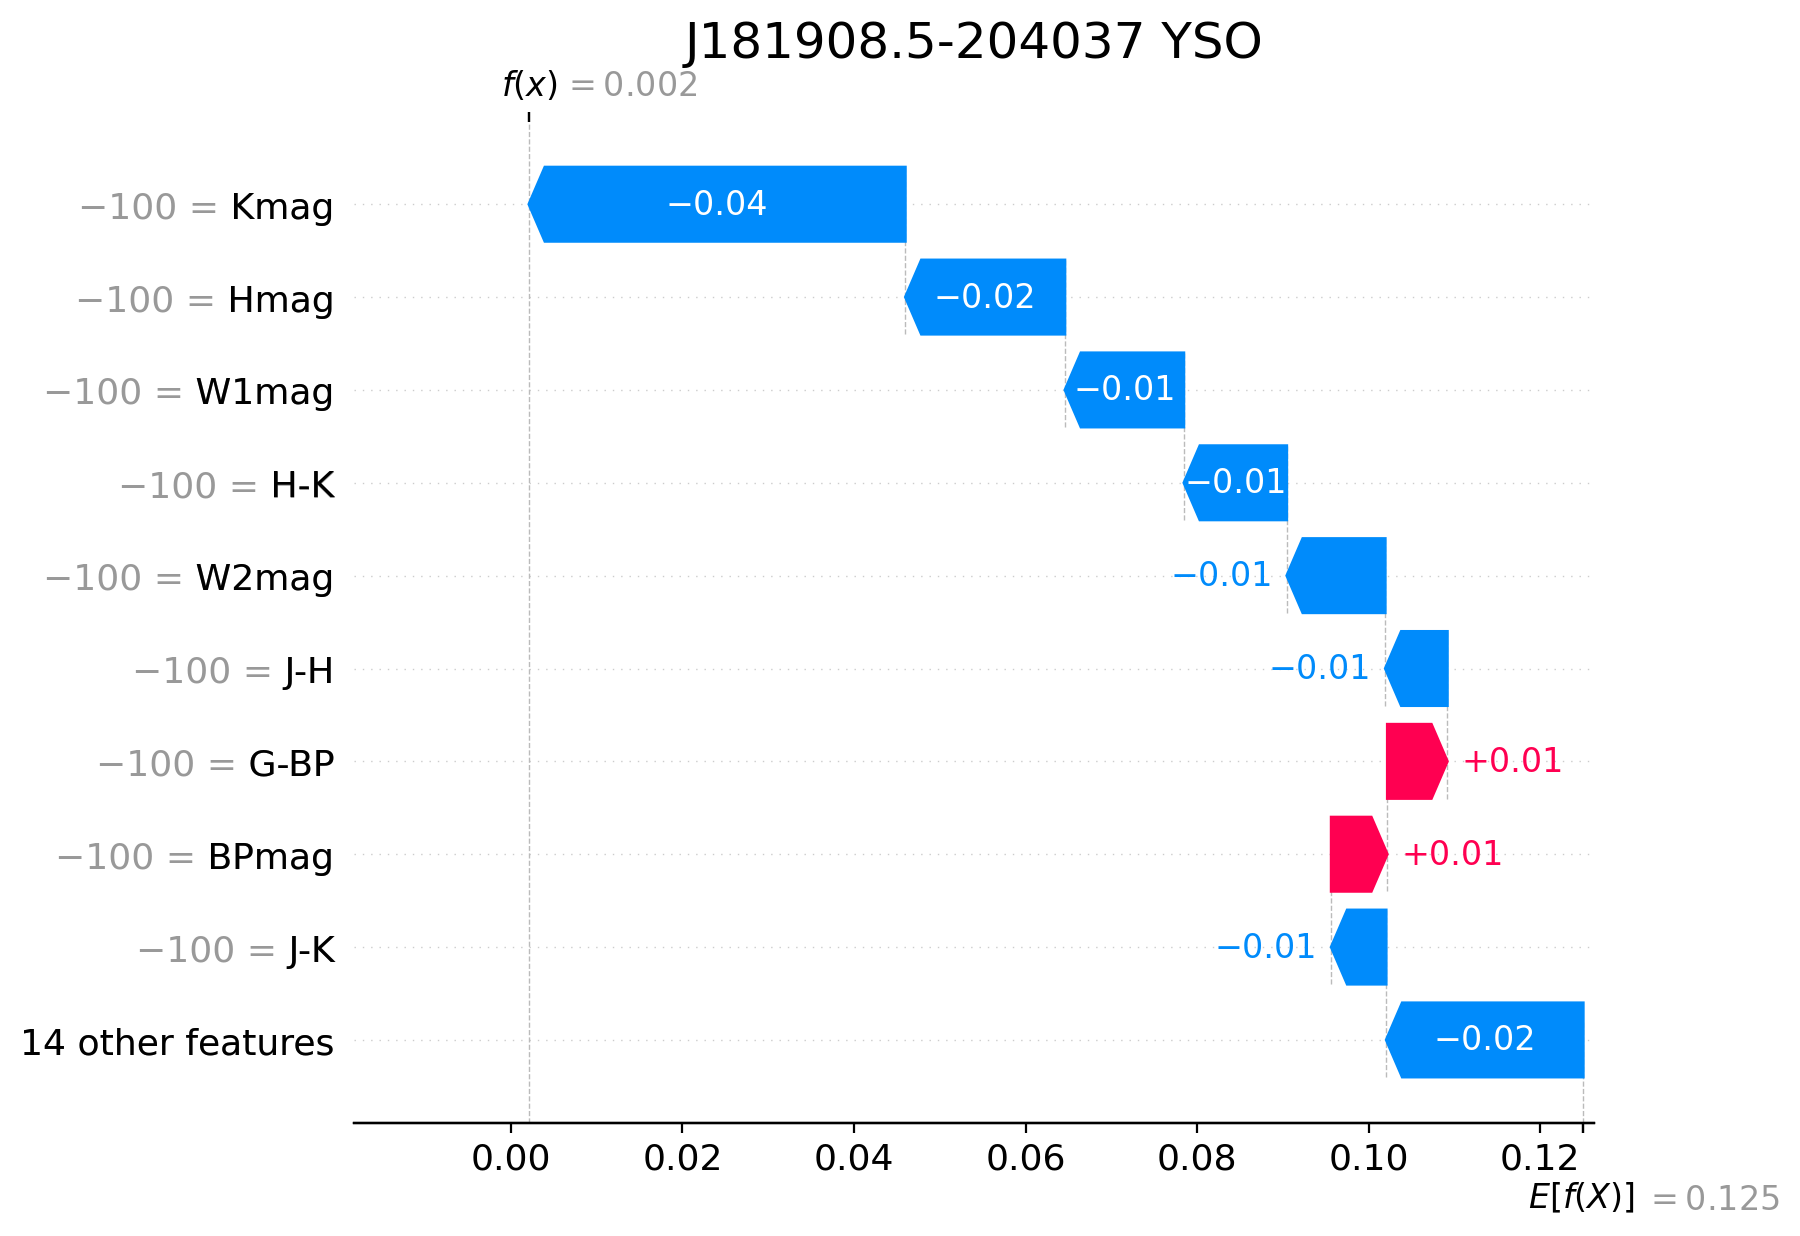 J181908.5-204037 YSO
f(x) = 0.002
−100 = Kmag −0.04
−100 = Hmag −0.02
−100 = W1mag −0.01
−100 = H-K −0.01
−100 = W2mag −0.01
−100 = J-H −0.01
−100 = G-BP +0.01
−100 = BPmag +0.01
−100 = J-K −0.01
14 other features −0.02
0.00 0.02 0.04 0.06 0.08 0.10 0.12
E[f(X)] = 0.125